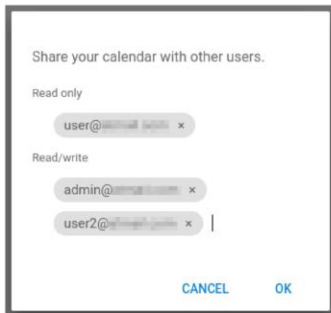 Share your calendar with other users.
Read only
user@ ×
Read/write
admin@ ×
user2@ ×
CANCEL OK